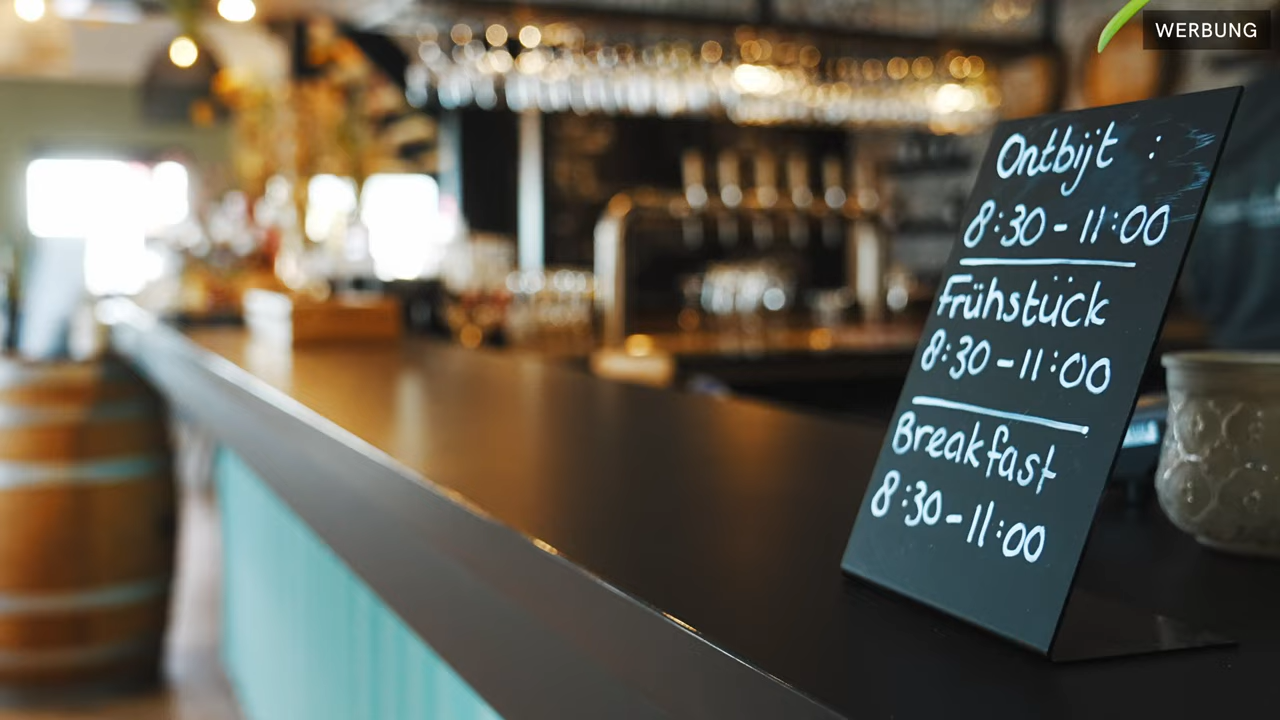 WERBUNG
Ontbijt :
8:30 - 11:00
Frühstück
8:30 - 11:00
Breakfast
8:30 - 11:00